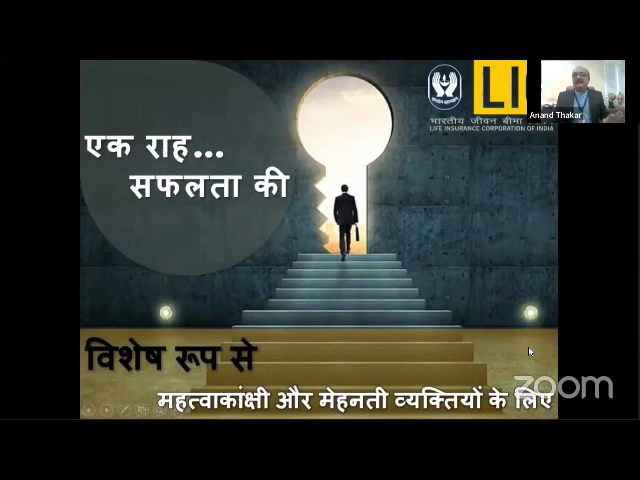 एक राह...
सफलता की
LI
भारतीय जीवन बीमा
LIFE INSURANCE CORPORATION OF INDIA
Anand Thakar
विशेष रूप से
महत्वाकांक्षी और मेहनती व्यक्तियों के लिए
zoom